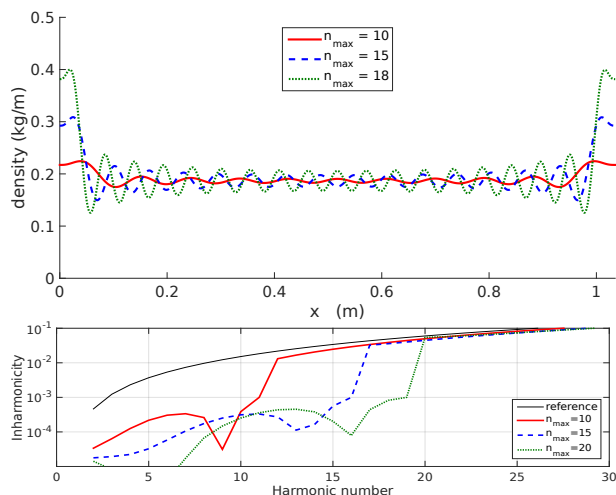 0.5
0.4
0.3
0.2
0.1
0
density (kg/m)
n_max = 10
n_max = 15
n_max = 18
0 0.2 0.4 0.6 0.8 1
x (m)
10^-1
10^-2
10^-3
10^-4
Inharmonicity
reference
n_max=10
n_max=15
n_max=20
0 5 10 15 20 25 30
Harmonic number